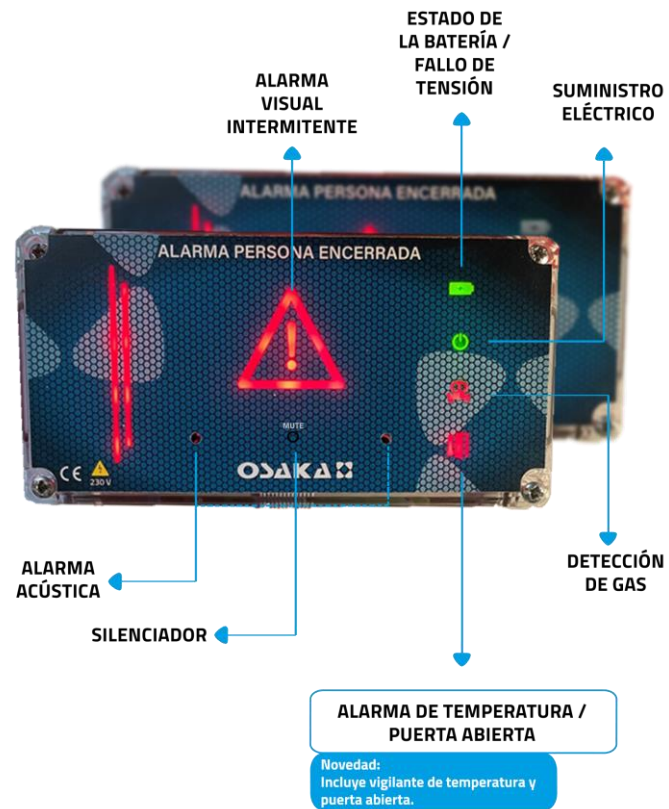 ESTADO DE
LA BATERÍA /
FALLO DE
TENSIÓN
ALARMA
VISUAL
INTERMITENTE
SUMINISTRO
ELÉCTRICO
ALARMA PERSONA ENCERRADA
ALARMA PERSONA ENCERRADA
MUTE
OSAKA
CE
230 V
ALARMA
ACÚSTICA
DETECCIÓN
DE GAS
SILENCIADOR
ALARMA DE TEMPERATURA /
PUERTA ABIERTA
Novedad:
Incluye vigilante de temperatura y
puerta abierta.